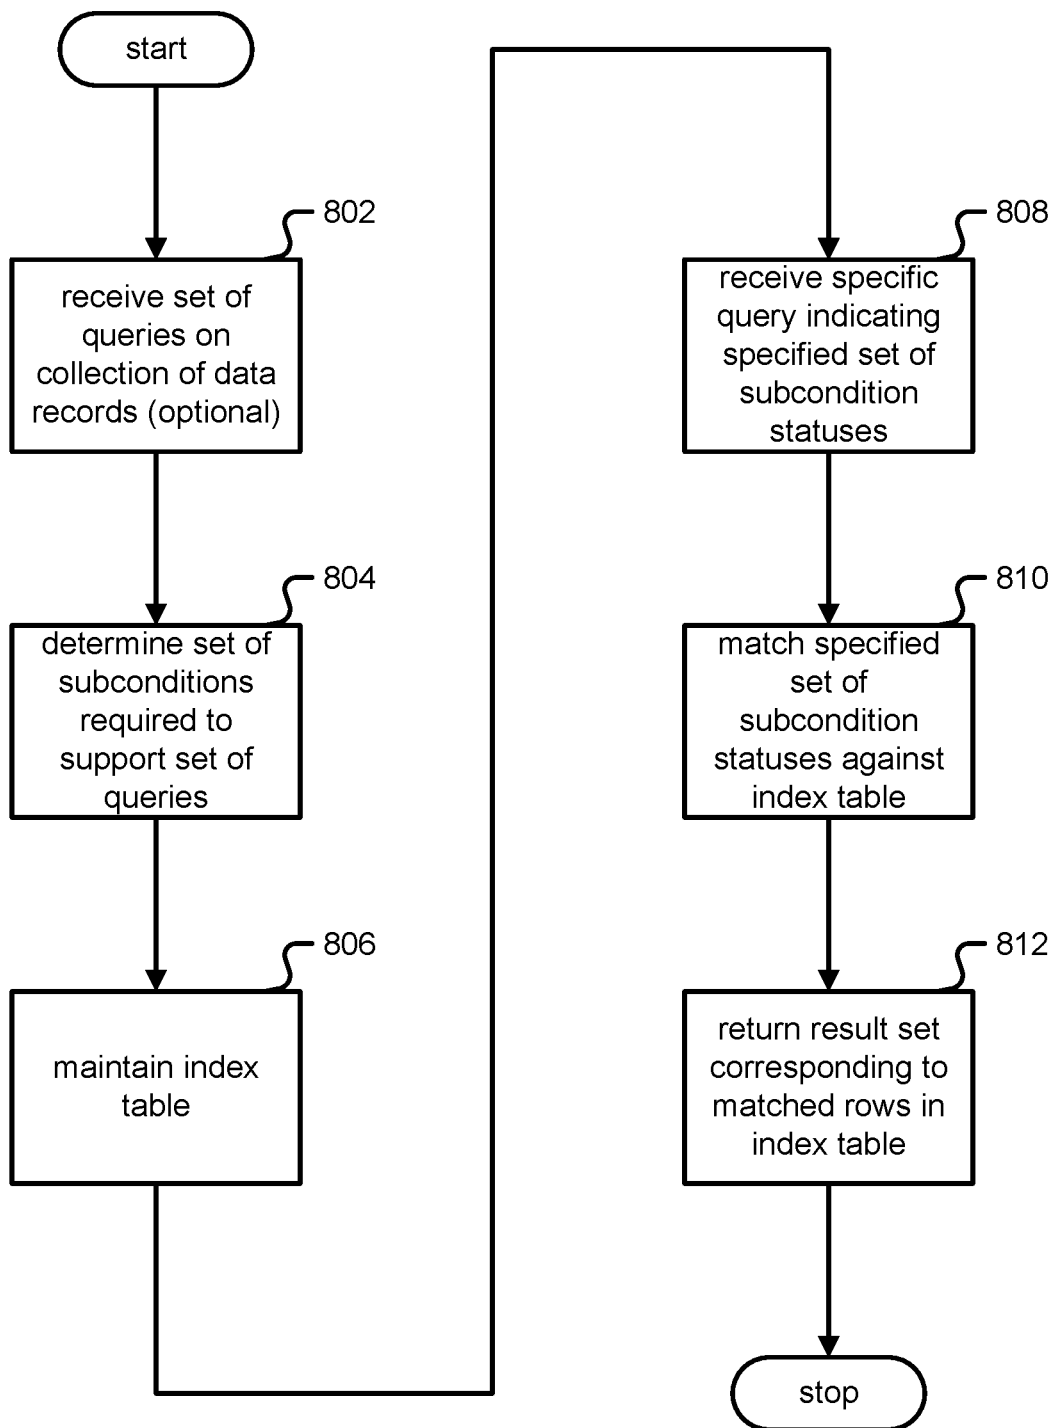 start
802
receive set of
queries on
collection of data
records (optional)
804
determine set of
subconditions
required to
support set of
queries
806
maintain index
table
808
receive specific
query indicating
specified set of
subcondition
statuses
810
match specified
set of
subcondition
statuses against
index table
812
return result set
corresponding to
matched rows in
index table
stop